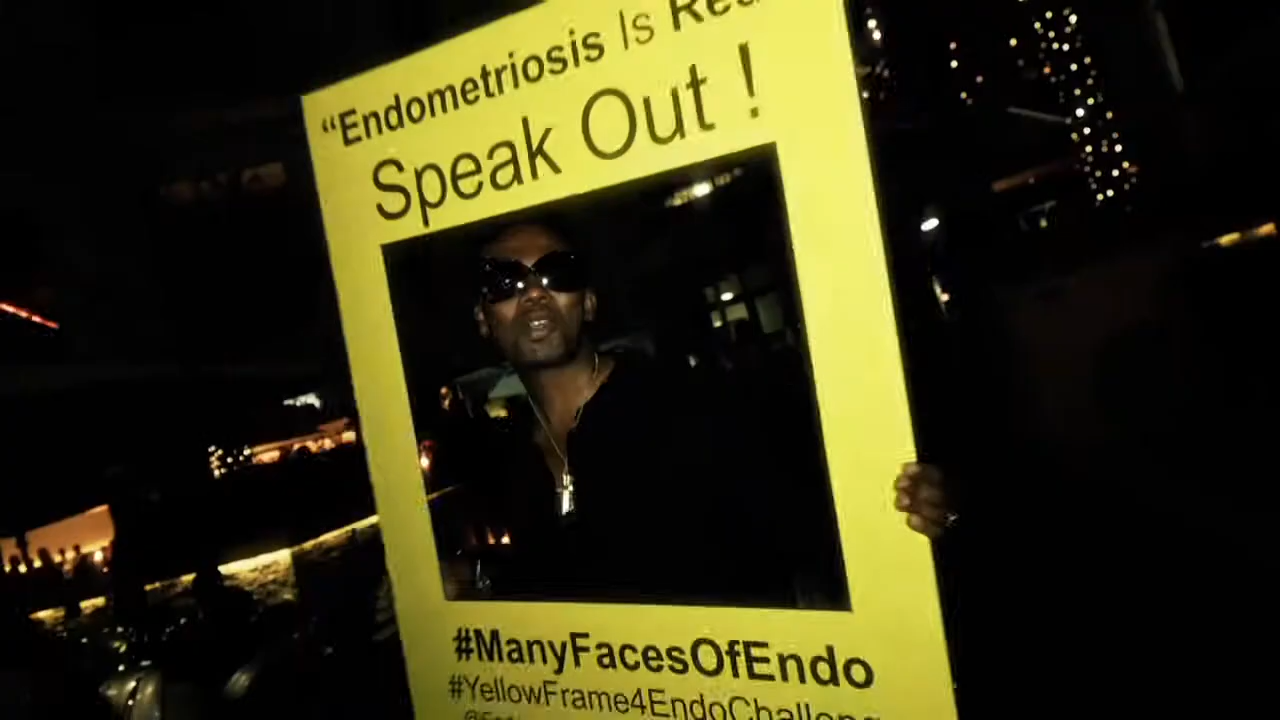 “Endometriosis Is
Speak Out !
#ManyFacesOfEndo
#YellowFrame4EndoChalleng